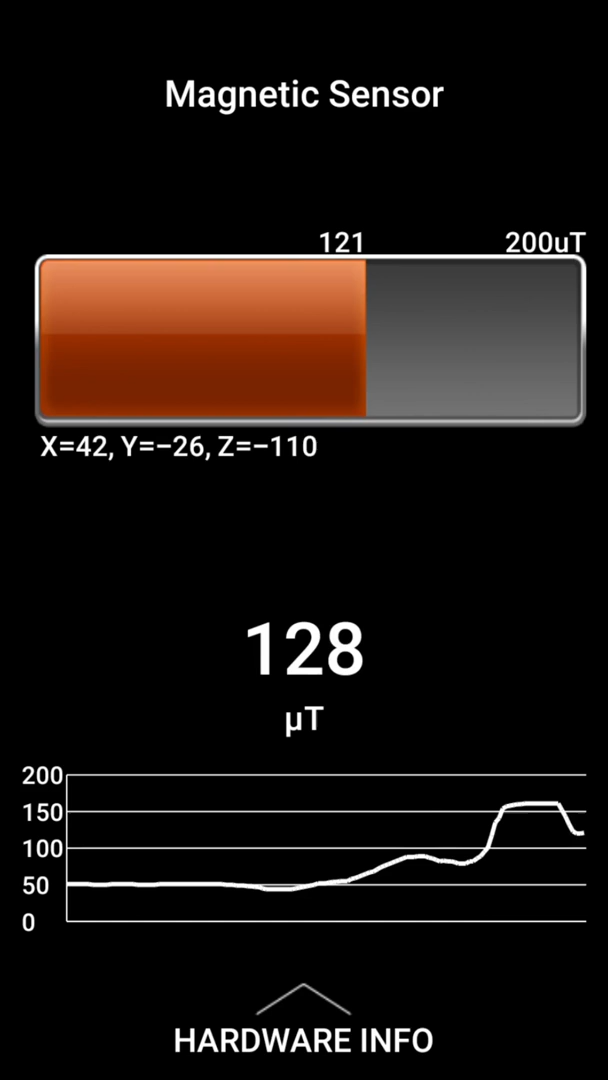 Magnetic Sensor
121 200uT
X=42, Y=−26, Z=−110
128
µT
200
150
100
50
0
HARDWARE INFO